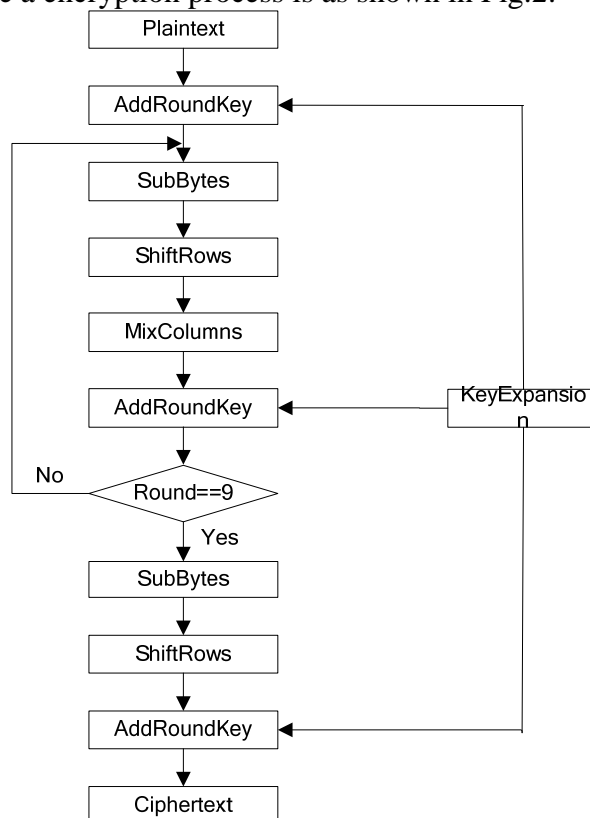 e a encryption process is as shown in Fig.2.
Plaintext
AddRoundKey
SubBytes
ShiftRows
MixColumns
AddRoundKey
KeyExpansio
n
No
Round==9
Yes
SubBytes
ShiftRows
AddRoundKey
Ciphertext